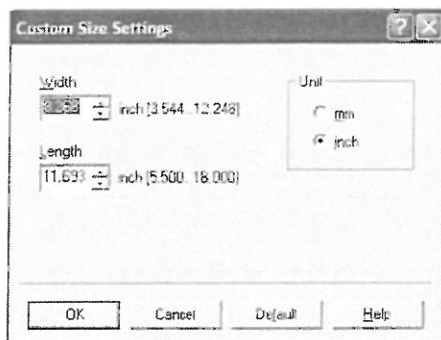 Custom Size Settings
Width
inch [3.544..12.248]
Length
11.693 inch [5.500..18.000]
Unit
mm
inch
OK Cancel Default Help